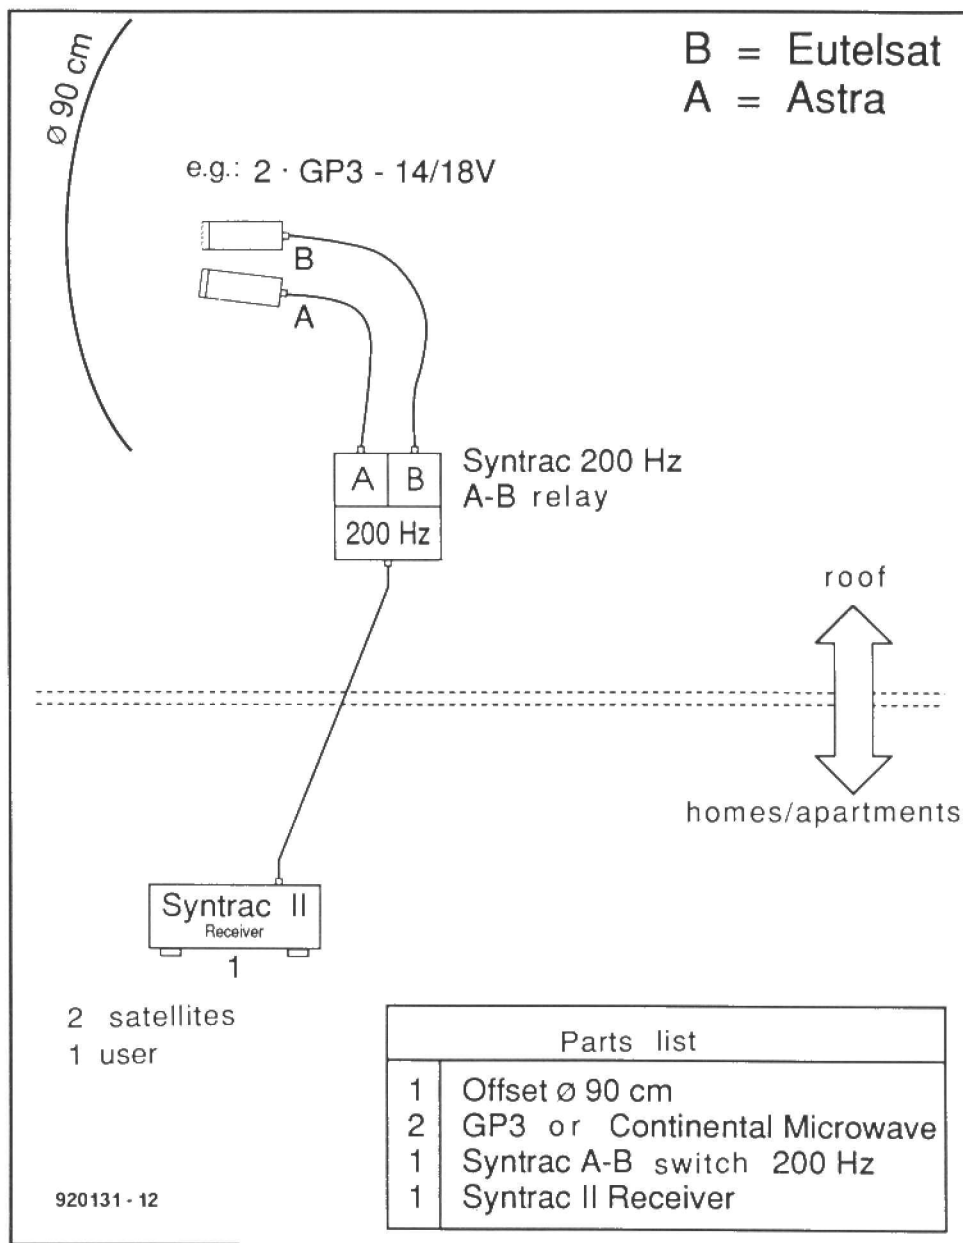 B = Eutelsat
A = Astra
Ø 90 cm
e.g.: 2 · GP3 - 14/18V
B
A
A B
200 Hz
Syntrac 200 Hz
A-B relay
roof
homes/apartments
Syntrac II
Receiver
1
2 satellites
1 user
Parts list
1 Offset Ø 90 cm
2 GP3 or Continental Microwave
1 Syntrac A-B switch 200 Hz
1 Syntrac II Receiver
920131 - 12